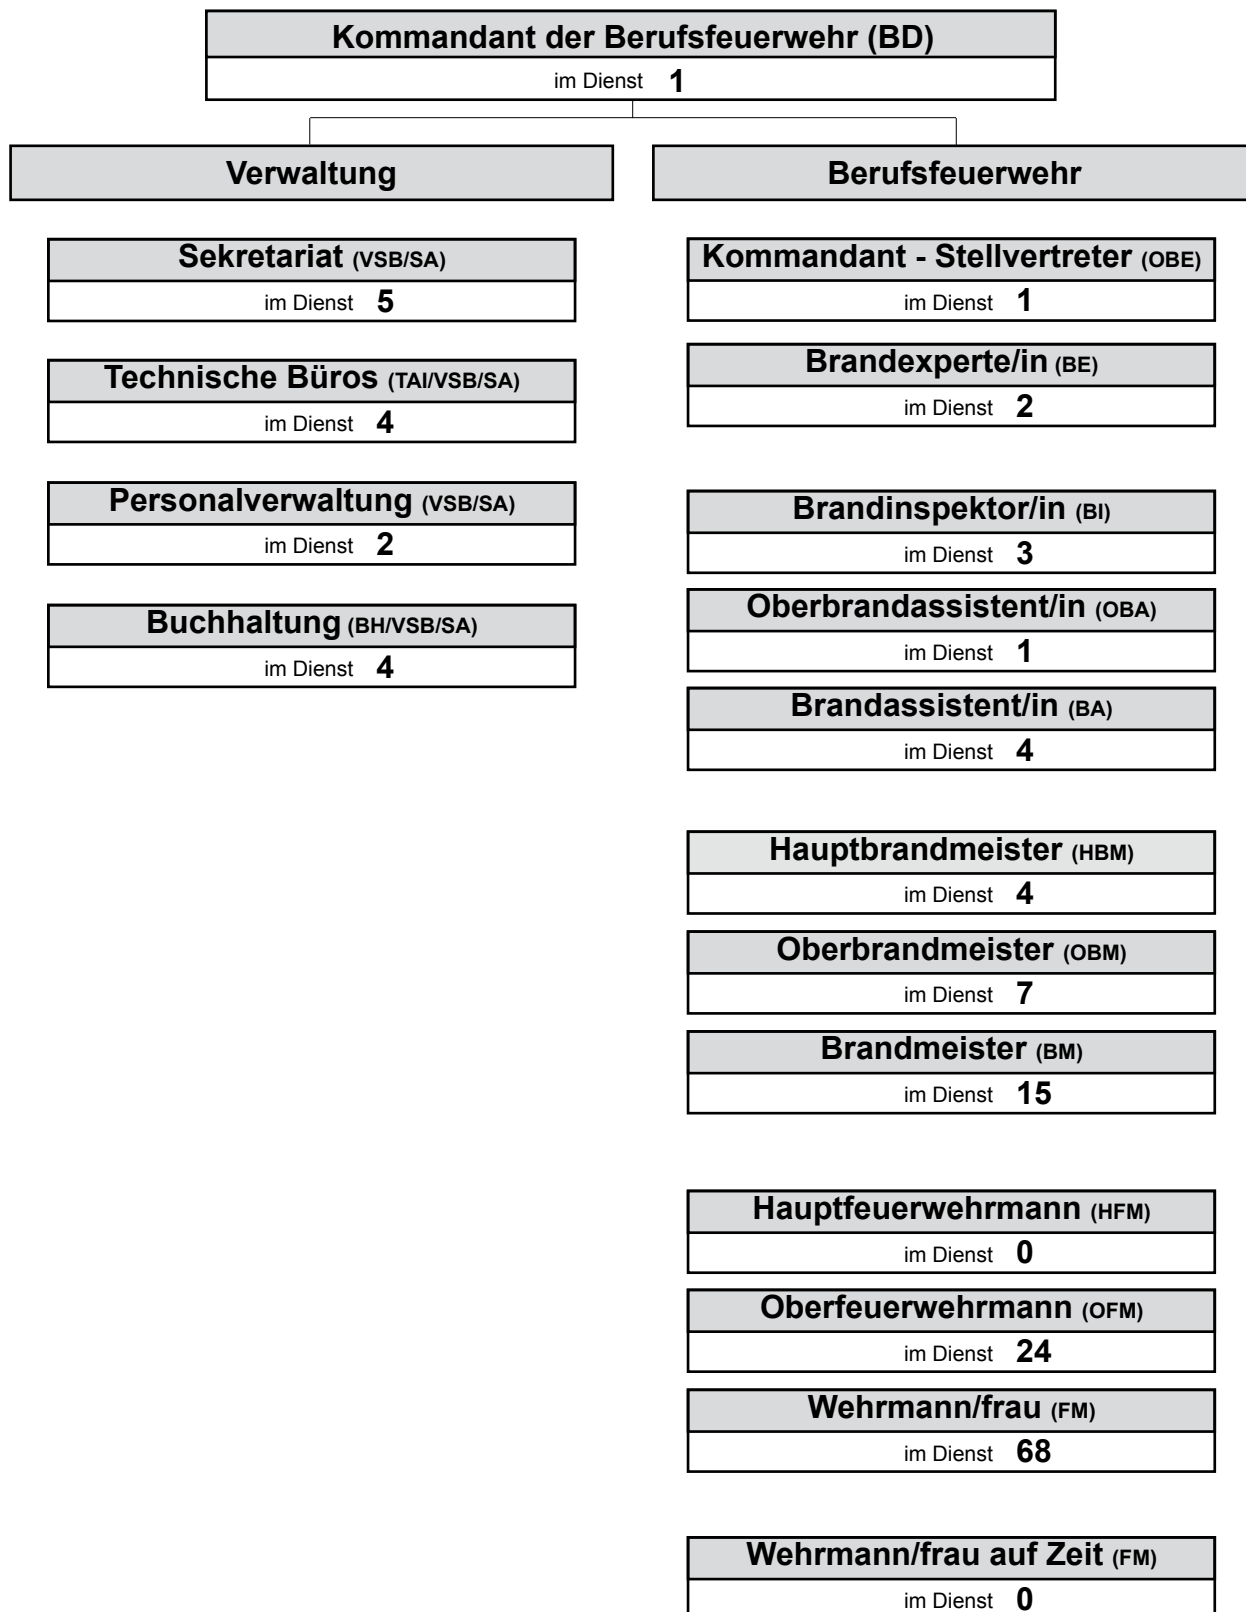 Kommandant der Berufsfeuerwehr (BD)
im Dienst 1
Verwaltung
Sekretariat (VSB/SA)
im Dienst 5
Technische Büros (TAI/VSB/SA)
im Dienst 4
Personalverwaltung (VSB/SA)
im Dienst 2
Buchhaltung (BH/VSB/SA)
im Dienst 4
Berufsfeuerwehr
Kommandant - Stellvertreter (OBE)
im Dienst 1
Brandexperte/in (BE)
im Dienst 2
Brandinspektor/in (BI)
im Dienst 3
Oberbrandassistent/in (OBA)
im Dienst 1
Brandassistent/in (BA)
im Dienst 4
Hauptbrandmeister (HBM)
im Dienst 4
Oberbrandmeister (OBM)
im Dienst 7
Brandmeister (BM)
im Dienst 15
Hauptfeuerwehrmann (HFM)
im Dienst 0
Oberfeuerwehrmann (OFM)
im Dienst 24
Wehrmann/frau (FM)
im Dienst 68
Wehrmann/frau auf Zeit (FM)
im Dienst 0